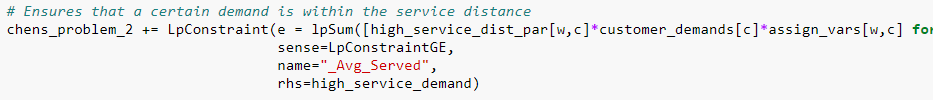 # Ensures that a certain demand is within the service distance
chens_problem_2 += LpConstraint(e = lpSum([high_service_dist_par[w,c]*customer_demands[c]*assign_vars[w,c] for
sense=LpConstraintGE,
name="_Avg_Served",
rhs=high_service_demand)